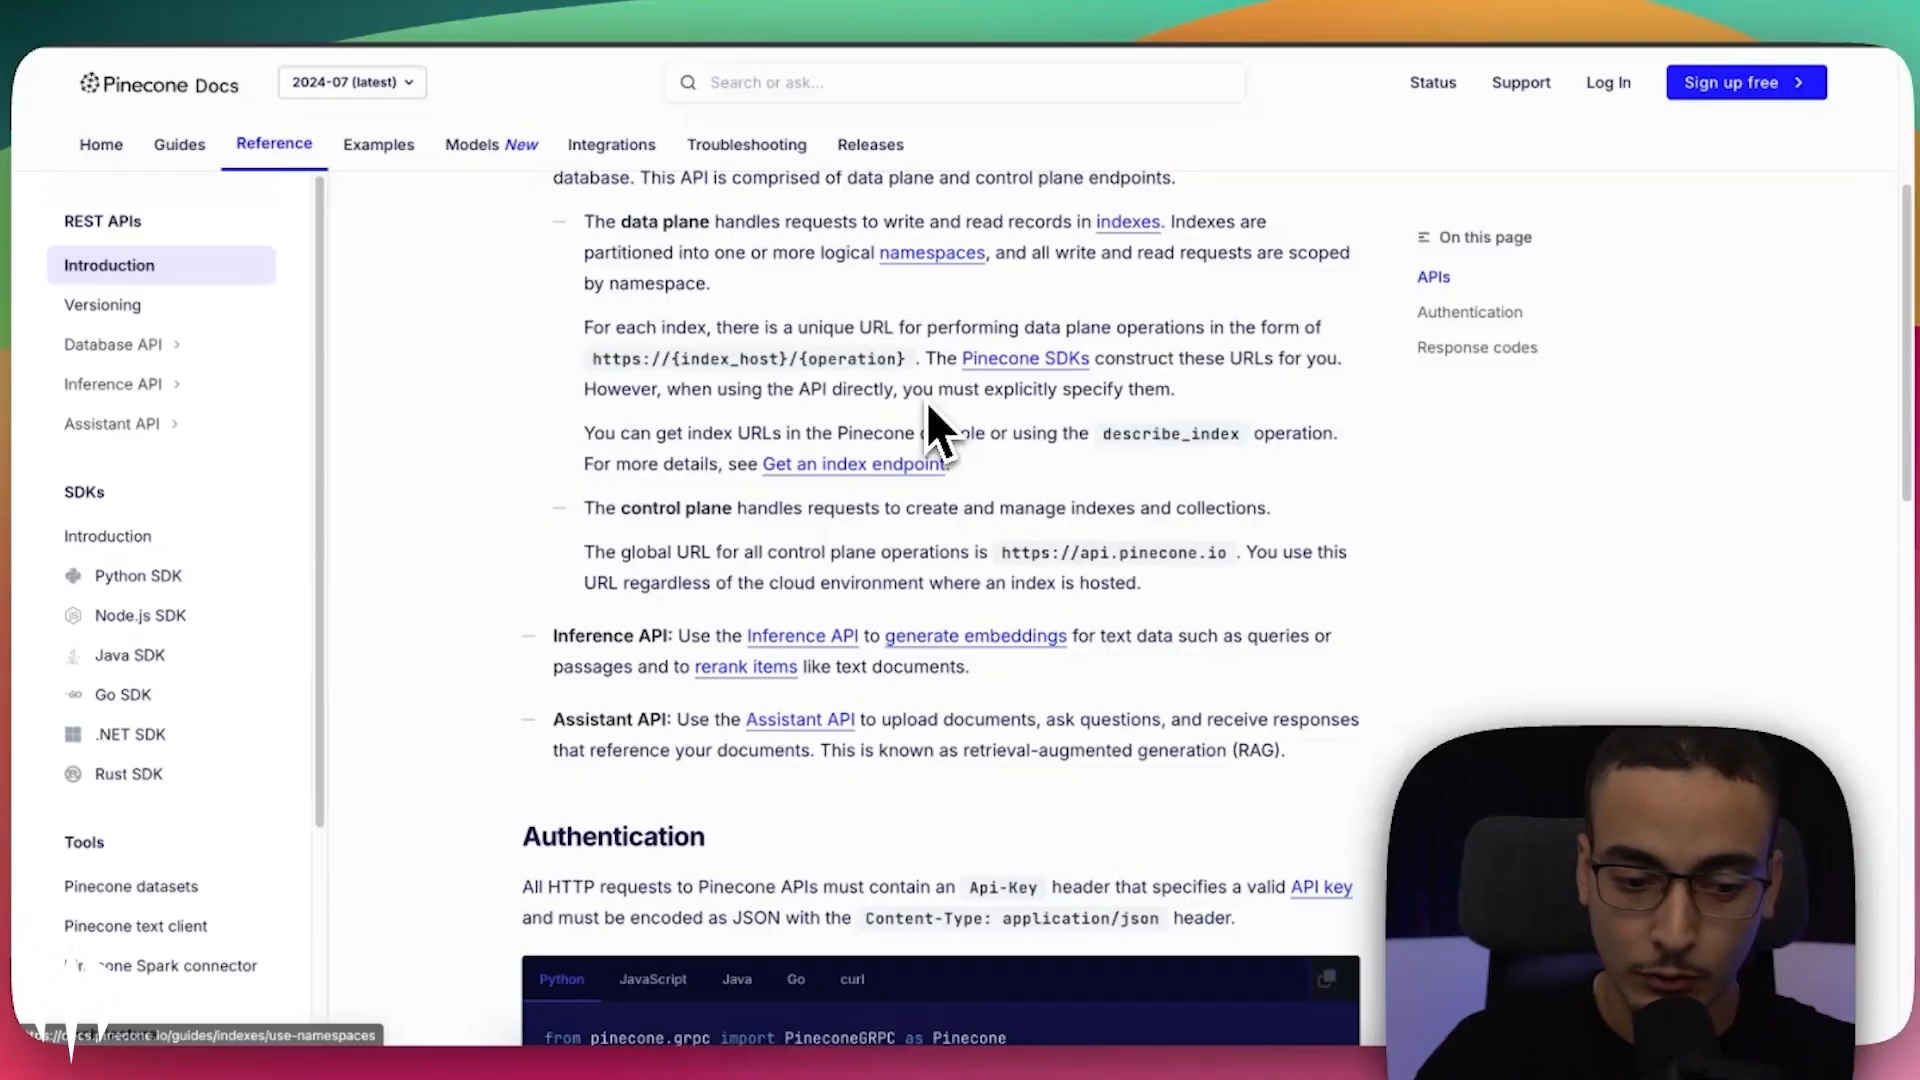 Pinecone Docs
2024-07 (latest)
Search or ask...
Status
Support
Log In
Sign up free
Home
Guides
Reference
Examples
Models New
Integrations
Troubleshooting
Releases
REST APIs
Introduction
Versioning
Database API
Inference API
Assistant API
SDKs
Introduction
Python SDK
Node.js SDK
Java SDK
Go SDK
.NET SDK
Rust SDK
Tools
Pinecone datasets
Pinecone text client
Spark connector
database. This API is comprised of data plane and control plane endpoints.
— The data plane handles requests to write and read records in indexes. Indexes are
partitioned into one or more logical namespaces, and all write and read requests are scoped
by namespace.
For each index, there is a unique URL for performing data plane operations in the form of
https://{index_host}/{operation} . The Pinecone SDKs construct these URLs for you.
However, when using the API directly, you must explicitly specify them.
You can get index URLs in the Pinecone or using the describe_index operation.
For more details, see Get an index endpoint.
— The control plane handles requests to create and manage indexes and collections.
The global URL for all control plane operations is https://api.pinecone.io . You use this
URL regardless of the cloud environment where an index is hosted.
— Inference API: Use the Inference API to generate embeddings for text data such as queries or
passages and to rerank items like text documents.
— Assistant API: Use the Assistant API to upload documents, ask questions, and receive responses
that reference your documents. This is known as retrieval-augmented generation (RAG).
Authentication
All HTTP requests to Pinecone APIs must contain an Api-Key header that specifies a valid API key
and must be encoded as JSON with the Content-Type: application/json header.
Python
JavaScript
Java
Go
curl
from pinecone.grpc import PineconeGRPC as Pinecone
On this page
APIs
Authentication
Response codes
.io/guides/indexes/use-namespaces